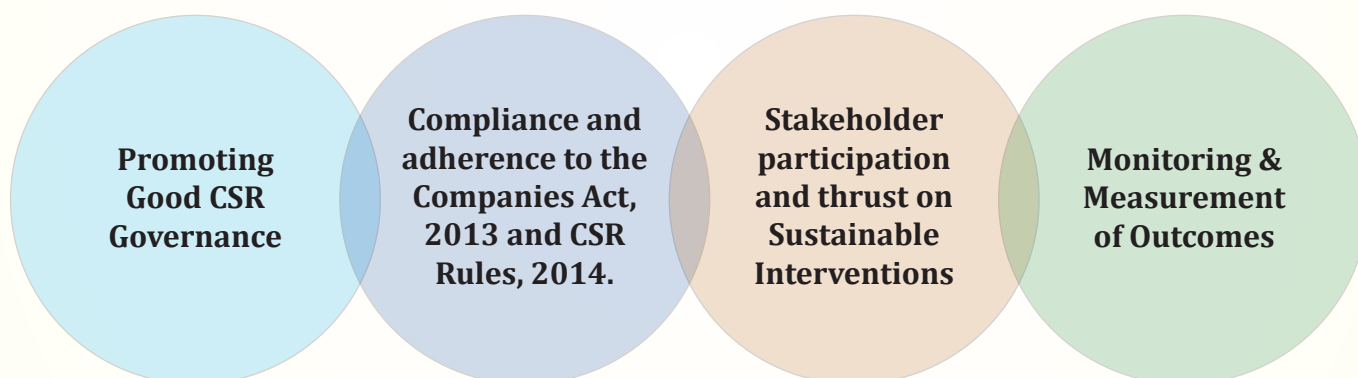 Promoting
Good CSR
Governance
Compliance and
adherence to the
Companies Act,
2013 and CSR
Rules, 2014.
Stakeholder
participation
and thrust on
Sustainable
Interventions
Monitoring &
Measurement
of Outcomes